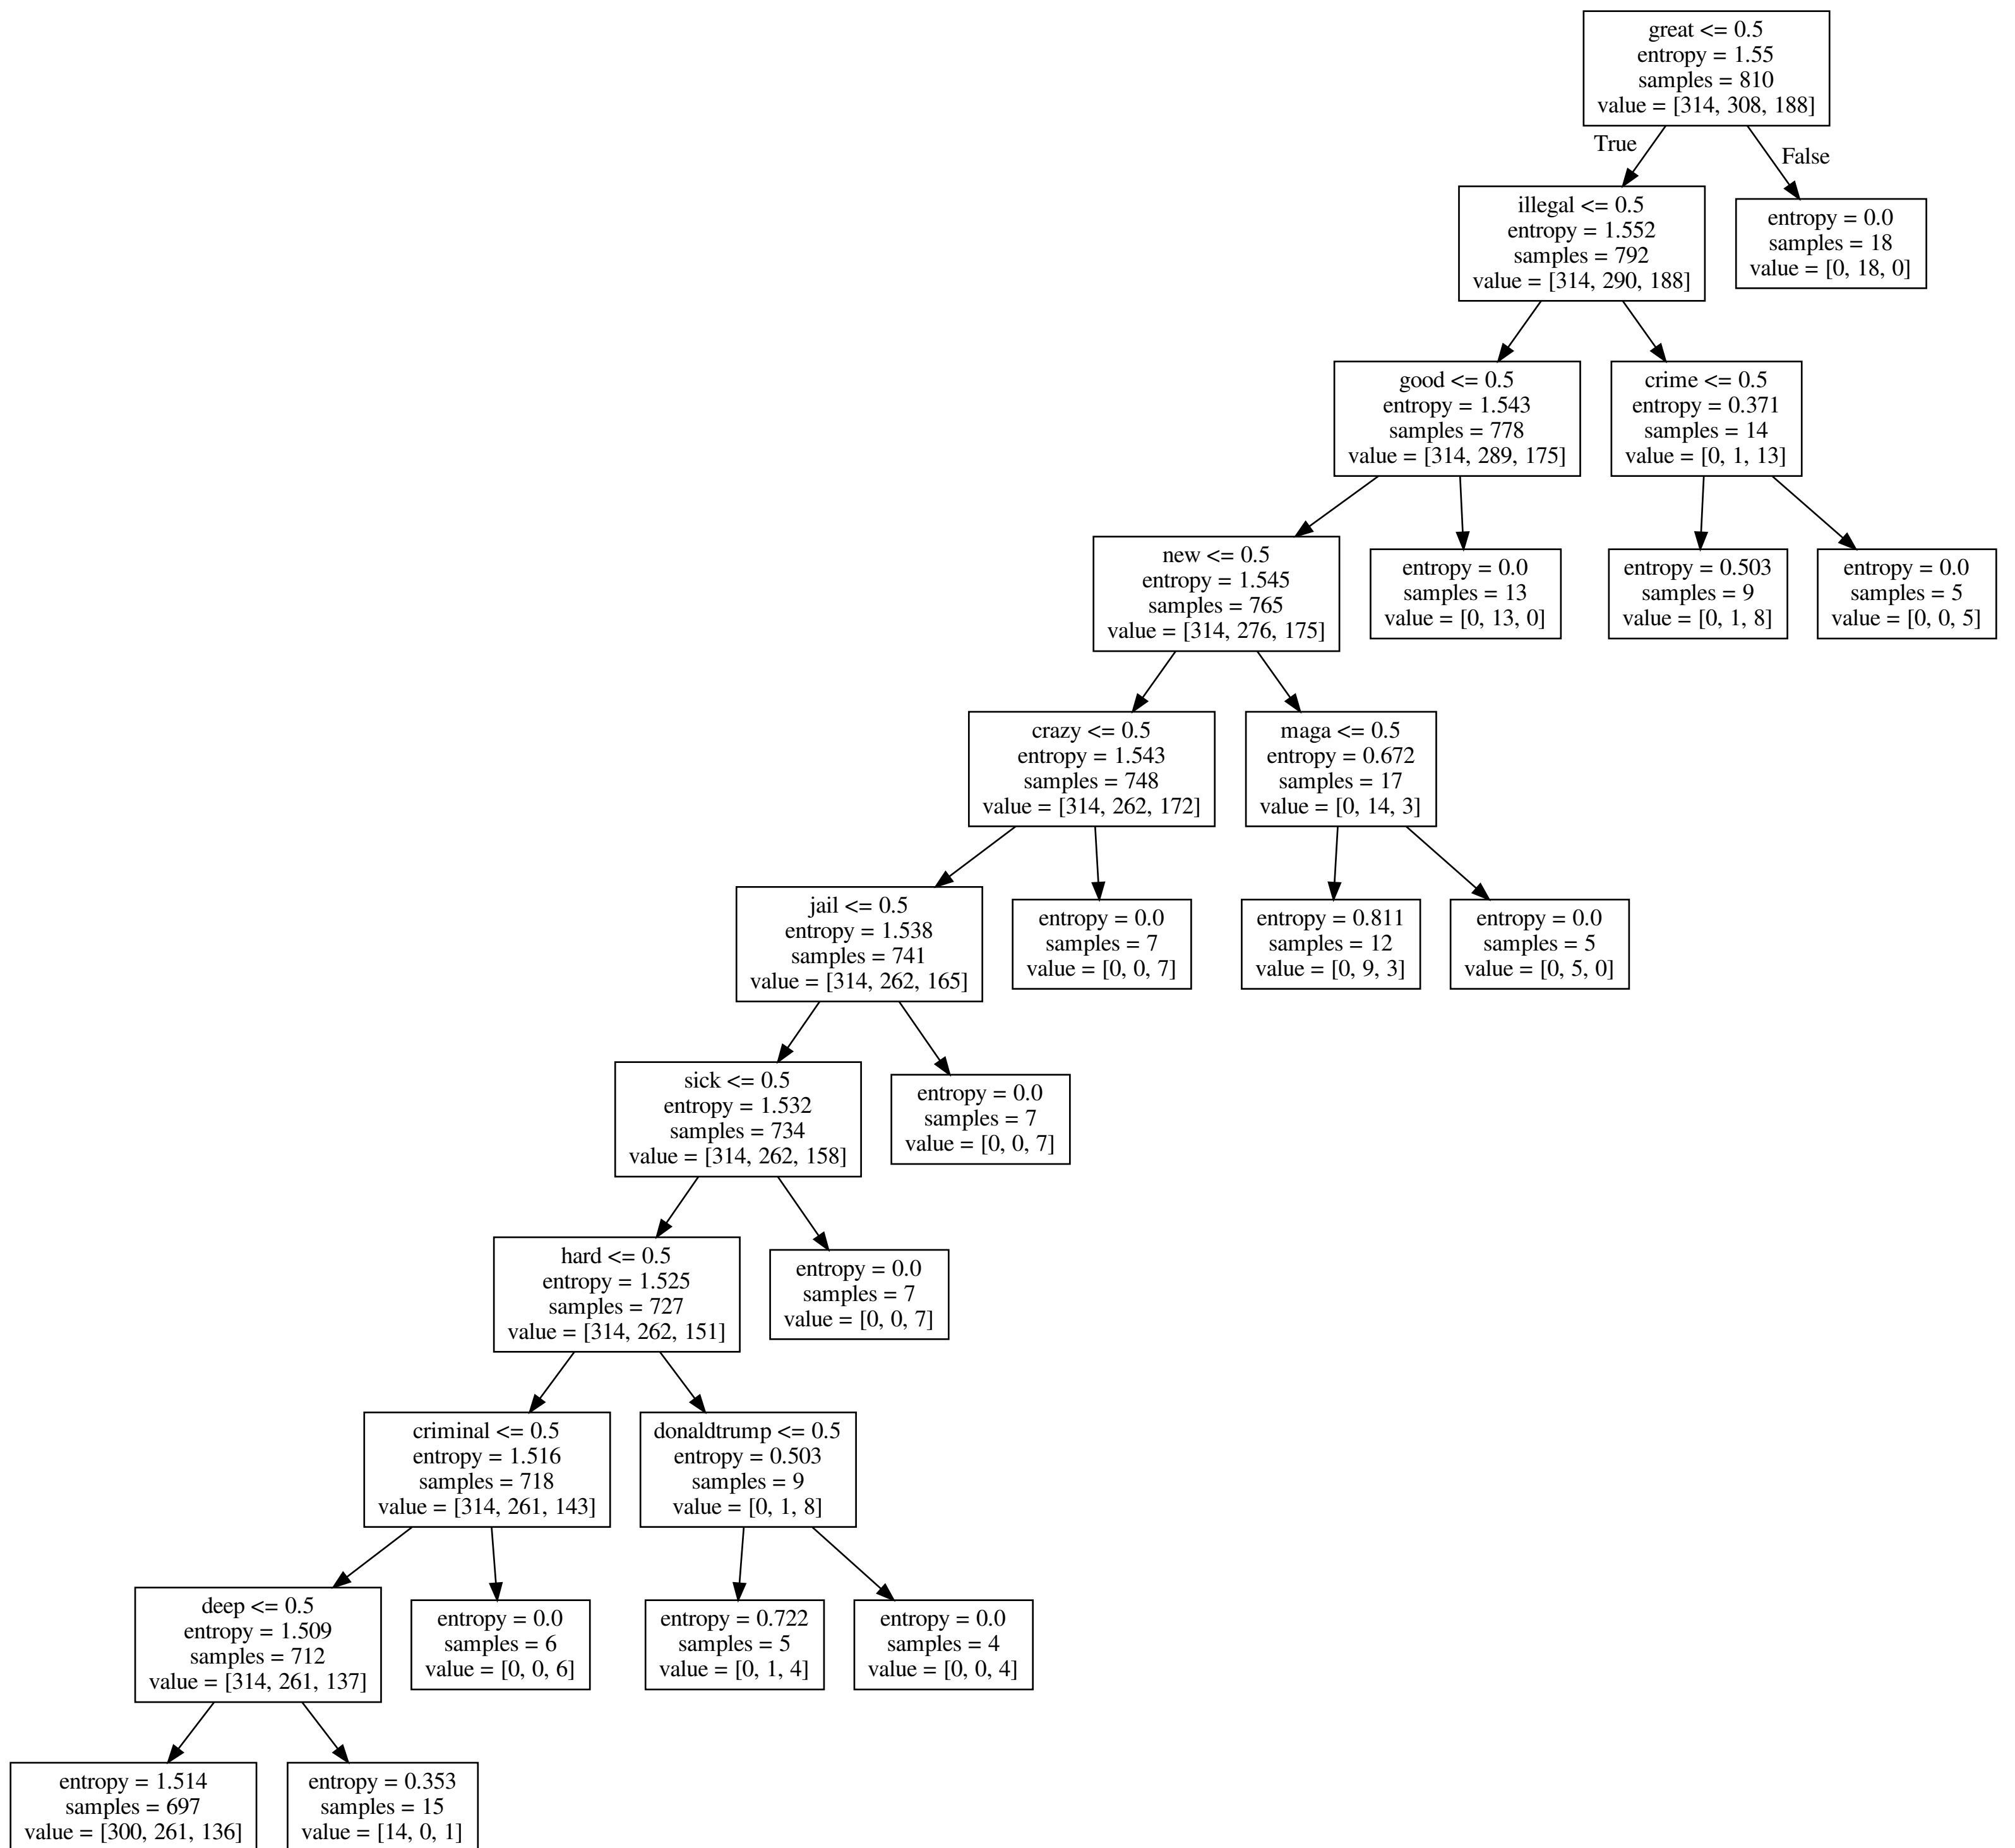 great <= 0.5
entropy = 1.55
samples = 810
value = [314, 308, 188]
True
False
illegal <= 0.5
entropy = 1.552
samples = 792
value = [314, 290, 188]
entropy = 0.0
samples = 18
value = [0, 18, 0]
good <= 0.5
entropy = 1.543
samples = 778
value = [314, 289, 175]
crime <= 0.5
entropy = 0.371
samples = 14
value = [0, 1, 13]
new <= 0.5
entropy = 1.545
samples = 765
value = [314, 276, 175]
entropy = 0.0
samples = 13
value = [0, 13, 0]
entropy = 0.503
samples = 9
value = [0, 1, 8]
entropy = 0.0
samples = 5
value = [0, 0, 5]
crazy <= 0.5
entropy = 1.543
samples = 748
value = [314, 262, 172]
maga <= 0.5
entropy = 0.672
samples = 17
value = [0, 14, 3]
jail <= 0.5
entropy = 1.538
samples = 741
value = [314, 262, 165]
entropy = 0.0
samples = 7
value = [0, 0, 7]
entropy = 0.811
samples = 12
value = [0, 9, 3]
entropy = 0.0
samples = 5
value = [0, 5, 0]
sick <= 0.5
entropy = 1.532
samples = 734
value = [314, 262, 158]
entropy = 0.0
samples = 7
value = [0, 0, 7]
hard <= 0.5
entropy = 1.525
samples = 727
value = [314, 262, 151]
entropy = 0.0
samples = 7
value = [0, 0, 7]
criminal <= 0.5
entropy = 1.516
samples = 718
value = [314, 261, 143]
donaldtrump <= 0.5
entropy = 0.503
samples = 9
value = [0, 1, 8]
deep <= 0.5
entropy = 1.509
samples = 712
value = [314, 261, 137]
entropy = 0.0
samples = 6
value = [0, 0, 6]
entropy = 0.722
samples = 5
value = [0, 1, 4]
entropy = 0.0
samples = 4
value = [0, 0, 4]
entropy = 1.514
samples = 697
value = [300, 261, 136]
entropy = 0.353
samples = 15
value = [14, 0, 1]